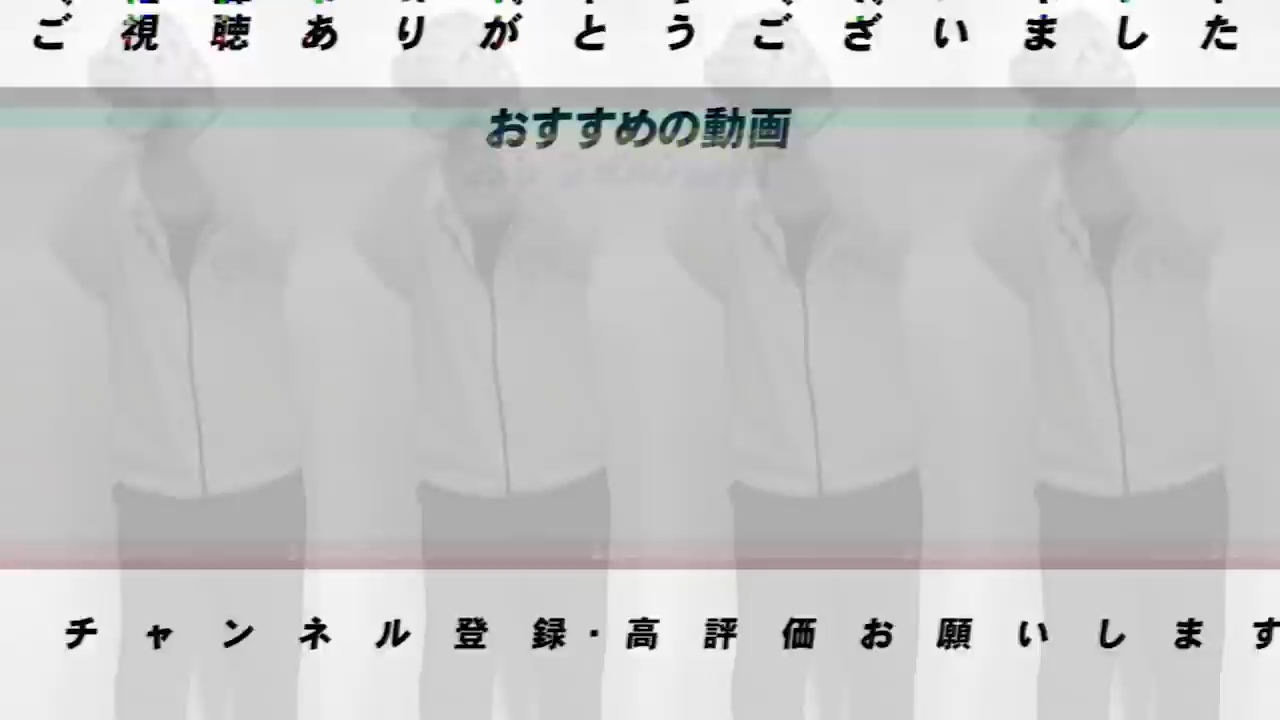 ご視聴ありがとうございました
おすすめの動画
チャンネル登録・高評価お願いします